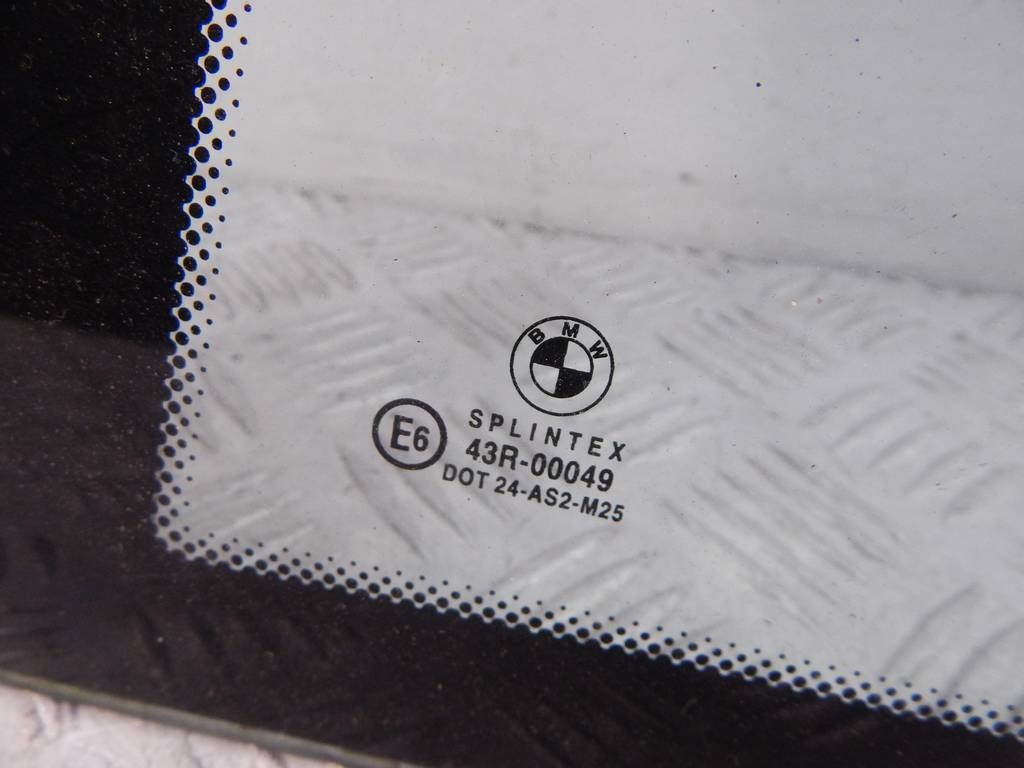 BMW
SPLINTEX
E6
43R-00049
DOT 24-AS2-M25